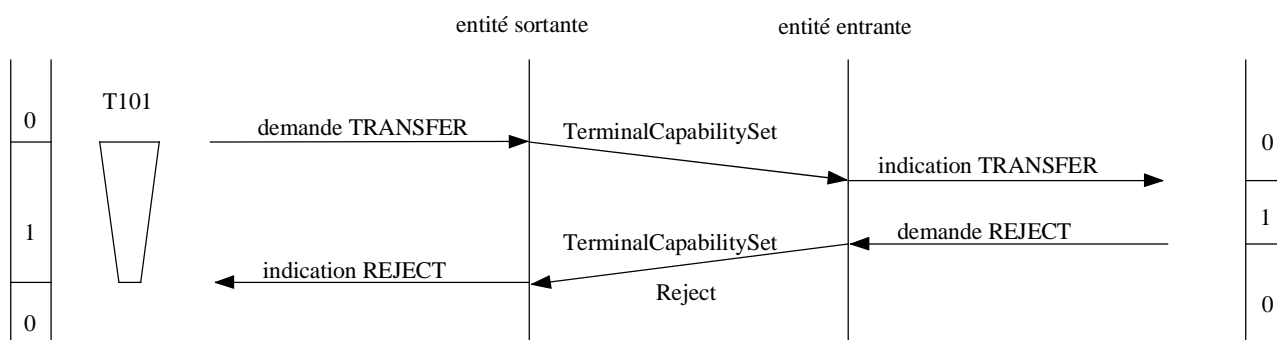 entité sortante
entité entrante
T101
0
demande TRANSFER
TerminalCapabilitySet
0
indication TRANSFER
1
1
TerminalCapabilitySet
demande REJECT
indication REJECT
Reject
0
0